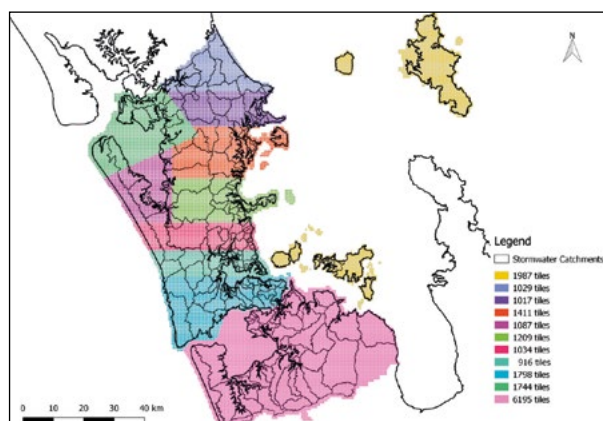 N
Legend
Stormwater Catchments
1987 tiles
1029 tiles
1017 tiles
1411 tiles
1087 tiles
1209 tiles
1034 tiles
916 tiles
1798 tiles
1744 tiles
6195 tiles
0 10 20 30 40 km